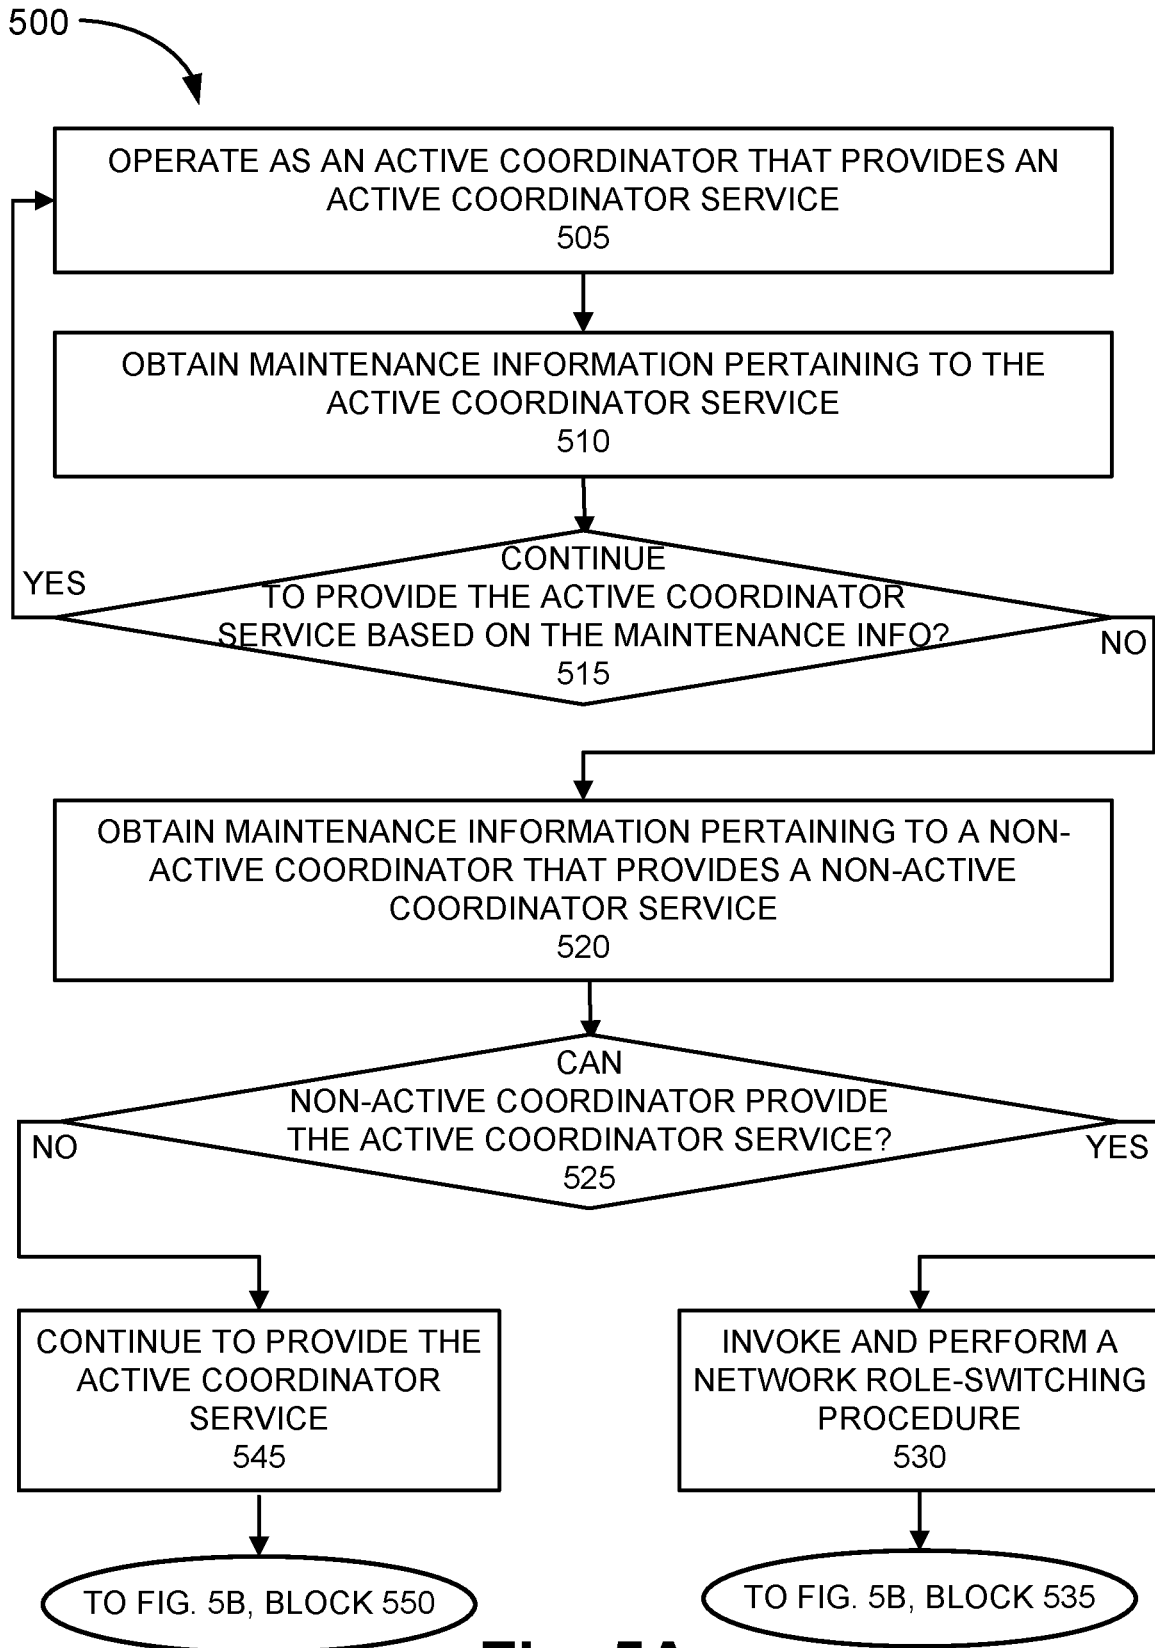 500
OPERATE AS AN ACTIVE COORDINATOR THAT PROVIDES AN
ACTIVE COORDINATOR SERVICE
505
OBTAIN MAINTENANCE INFORMATION PERTAINING TO THE
ACTIVE COORDINATOR SERVICE
510
CONTINUE
TO PROVIDE THE ACTIVE COORDINATOR
SERVICE BASED ON THE MAINTENANCE INFO?
515
YES
NO
OBTAIN MAINTENANCE INFORMATION PERTAINING TO A NON-
ACTIVE COORDINATOR THAT PROVIDES A NON-ACTIVE
COORDINATOR SERVICE
520
CAN
NON-ACTIVE COORDINATOR PROVIDE
THE ACTIVE COORDINATOR SERVICE?
525
NO
YES
CONTINUE TO PROVIDE THE
ACTIVE COORDINATOR
SERVICE
545
INVOKE AND PERFORM A
NETWORK ROLE-SWITCHING
PROCEDURE
530
TO FIG. 5B, BLOCK 550
TO FIG. 5B, BLOCK 535
Fig. 5A